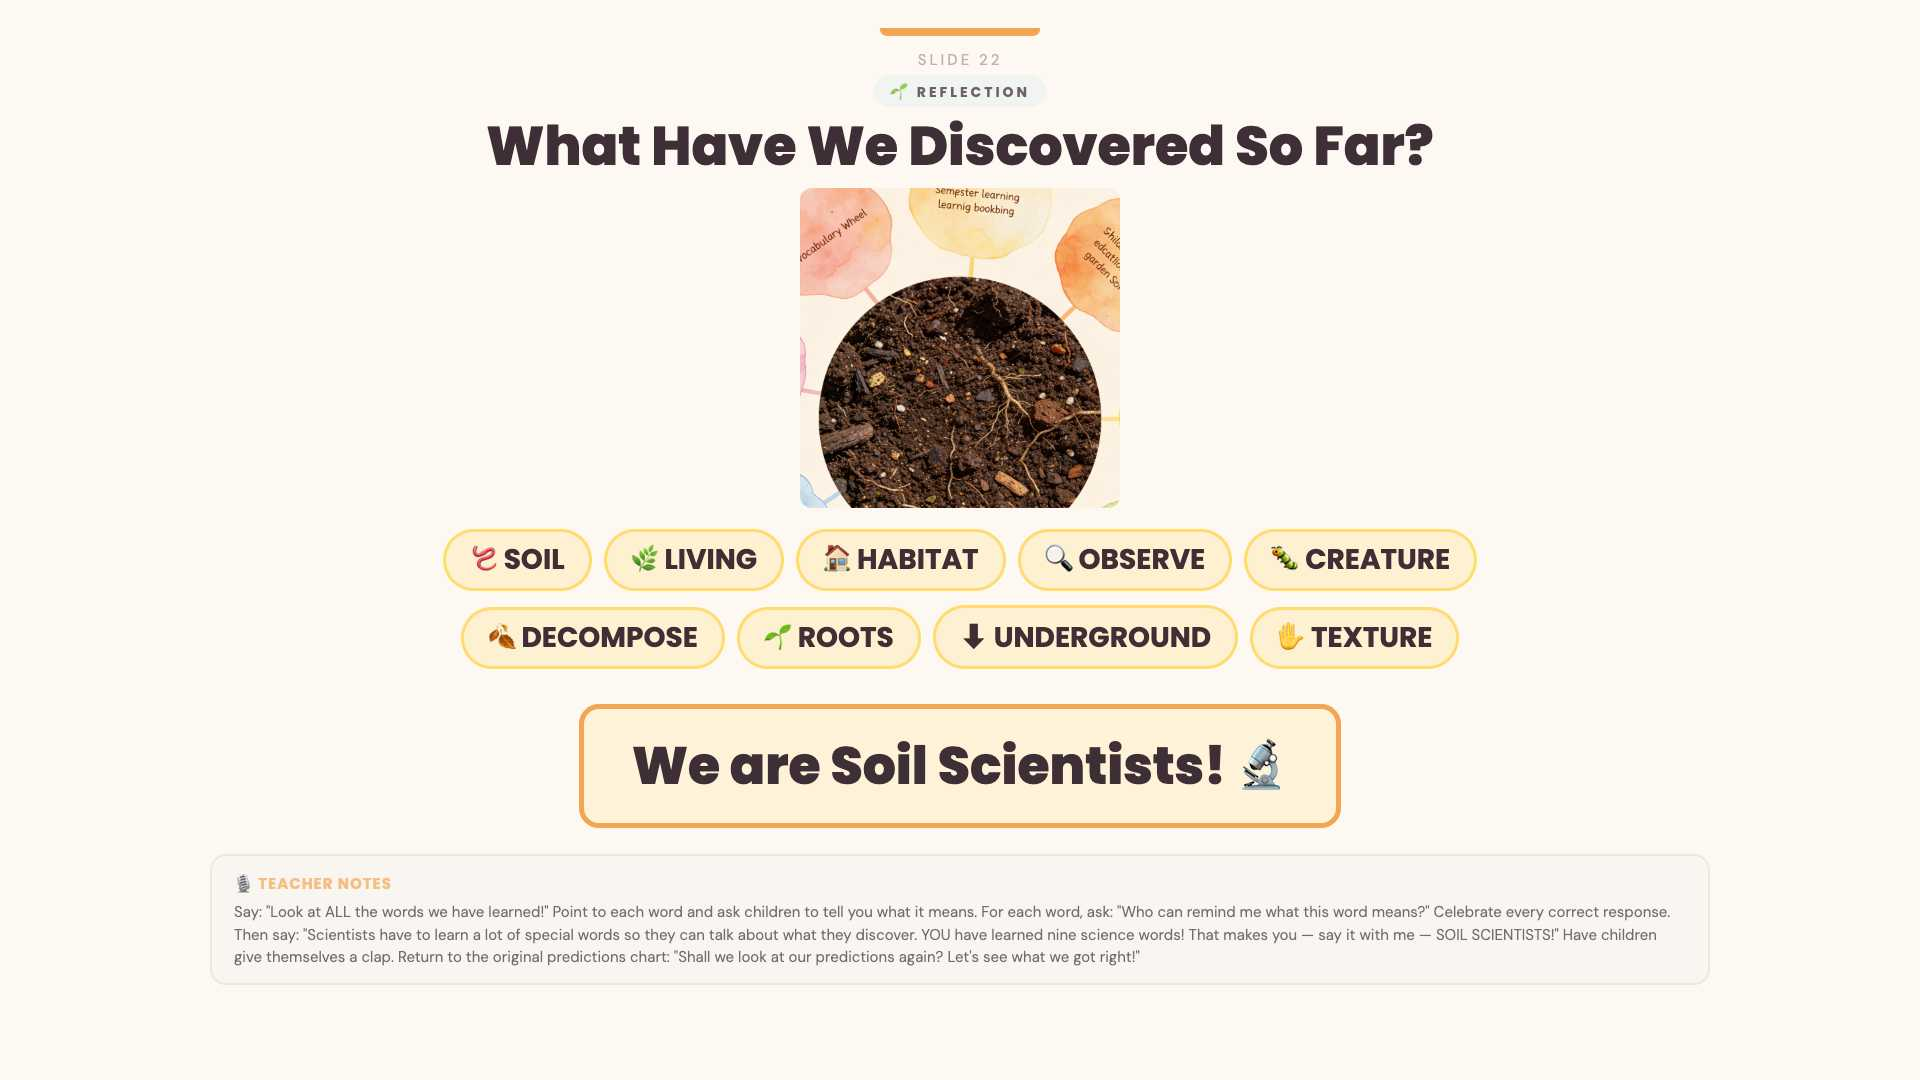 SLIDE 22
REFLECTION
What Have We Discovered So Far?
Vocabulary Wheel
Sempster learning
learnig bookbing
edcatli
garden So
SOIL
LIVING
HABITAT
OBSERVE
CREATURE
DECOMPOSE
ROOTS
UNDERGROUND
TEXTURE
We are Soil Scientists!
TEACHER NOTES
Say: "Look at ALL the words we have learned!" Point to each word and ask children to tell you what it means. For each word, ask: "Who can remind me what this word means?" Celebrate every correct response.
Then say: "Scientists have to learn a lot of special words so they can talk about what they discover. YOU have learned nine science words! That makes you — say it with me — SOIL SCIENTISTS!" Have children
give themselves a clap. Return to the original predictions chart: "Shall we look at our predictions again? Let's see what we got right!"